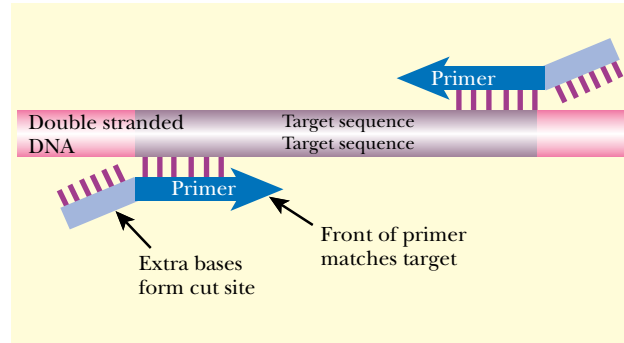 Primer
Double stranded
DNA
Target sequence
Target sequence
Primer
Front of primer
matches target
Extra bases
form cut site